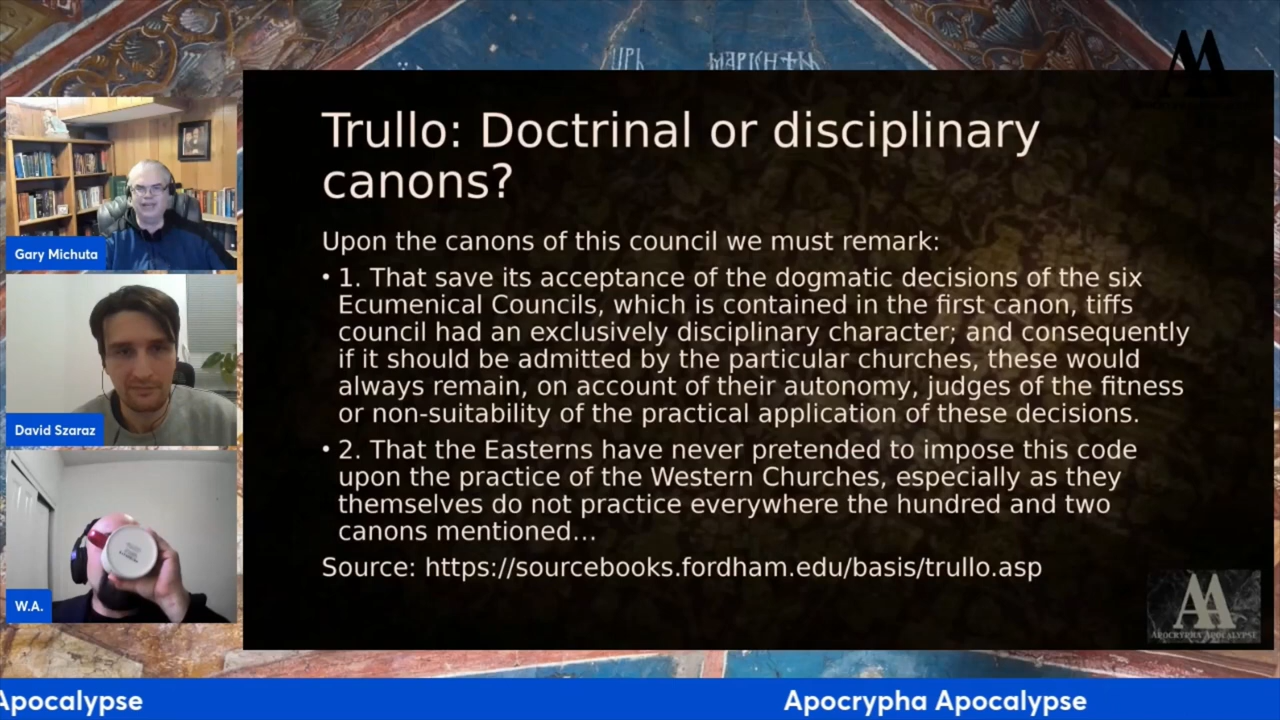 ЦРЬ МАРКІАНЪ
Trullo: Doctrinal or disciplinary
canons?
Upon the canons of this council we must remark:
• 1. That save its acceptance of the dogmatic decisions of the six
Ecumenical Councils, which is contained in the first canon, tiffs
council had an exclusively disciplinary character; and consequently
if it should be admitted by the particular churches, these would
always remain, on account of their autonomy, judges of the fitness
or non-suitability of the practical application of these decisions.
• 2. That the Easterns have never pretended to impose this code
upon the practice of the Western Churches, especially as they
themselves do not practice everywhere the hundred and two
canons mentioned...
Source: https://sourcebooks.fordham.edu/basis/trullo.asp
Gary Michuta
David Szaraz
W.A.
AA
APOCRYPHA APOCALYPSE
Apocalypse
Apocrypha Apocalypse